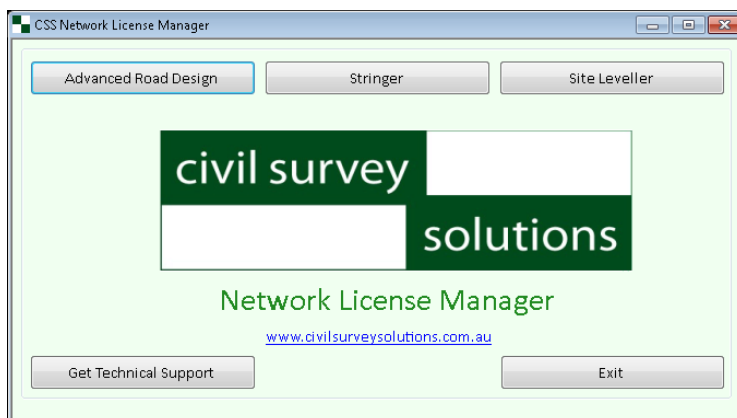 CSS Network License Manager
Advanced Road Design
Stringer
Site Leveller
civil survey
solutions
Network License Manager
www.civilsurveysolutions.com.au
Get Technical Support
Exit